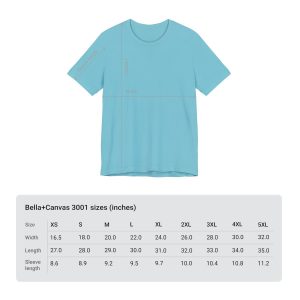 Bella+Canvas 3001 sizes (inches)
Size XS S M L XL 2XL 3XL 4XL 5XL
Width 16.5 18.0 20.0 22.0 24.0 26.0 28.0 30.0 32.0
Length 27.0 28.0 29.0 30.0 31.0 32.0 33.0 34.0 35.0
Sleeve length 8.6 8.9 9.2 9.5 9.7 10.0 10.4 10.8 11.2